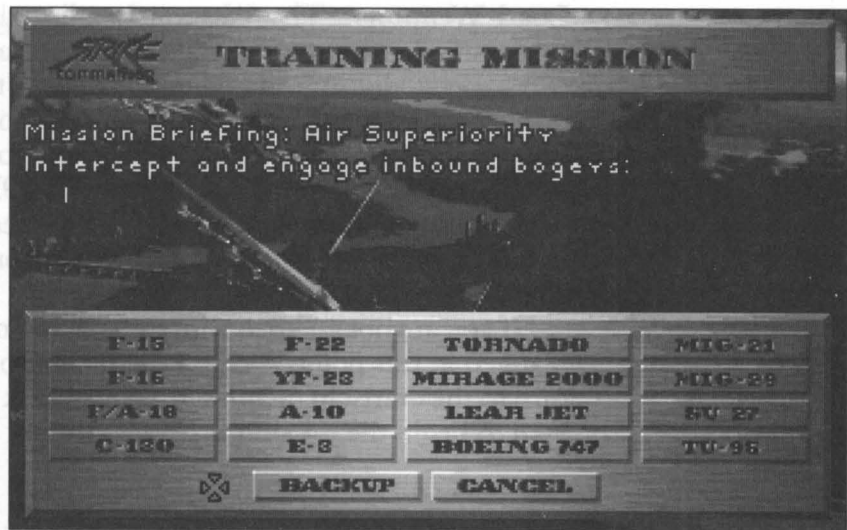 STRIKE
COMMANDER
TRAINING MISSION
Mission Briefing: Air Superiority
Intercept and engage inbound bogeys:
F-15 F-22 TORNADO MIG-21
F-16 YF-23 MIRAGE 2000 MIG-29
F/A-18 A-10 LEAR JET SU 27
C-130 E-3 BOEING 747 TU-95
BACKUP CANCEL